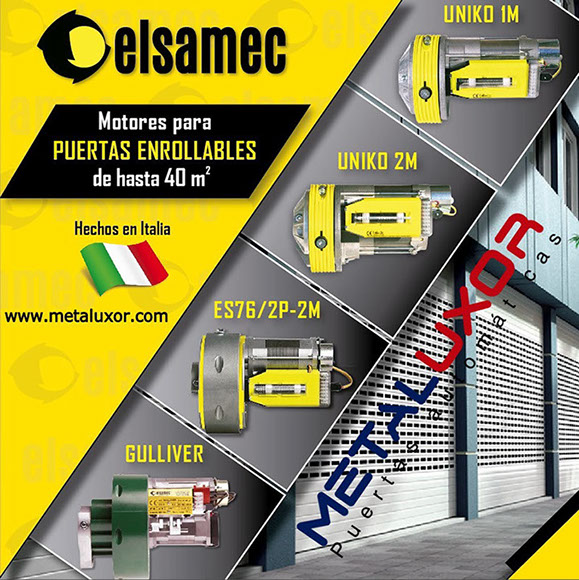 elsamec
Motores para
PUERTAS ENROLLABLES
de hasta 40 m²
Hechos en Italia
www.metaluxor.com
UNIKO 1M
UNIKO 2M
ES76/2P-2M
GULLIVER
elsamec
METALUXOR
Puertas automáticas